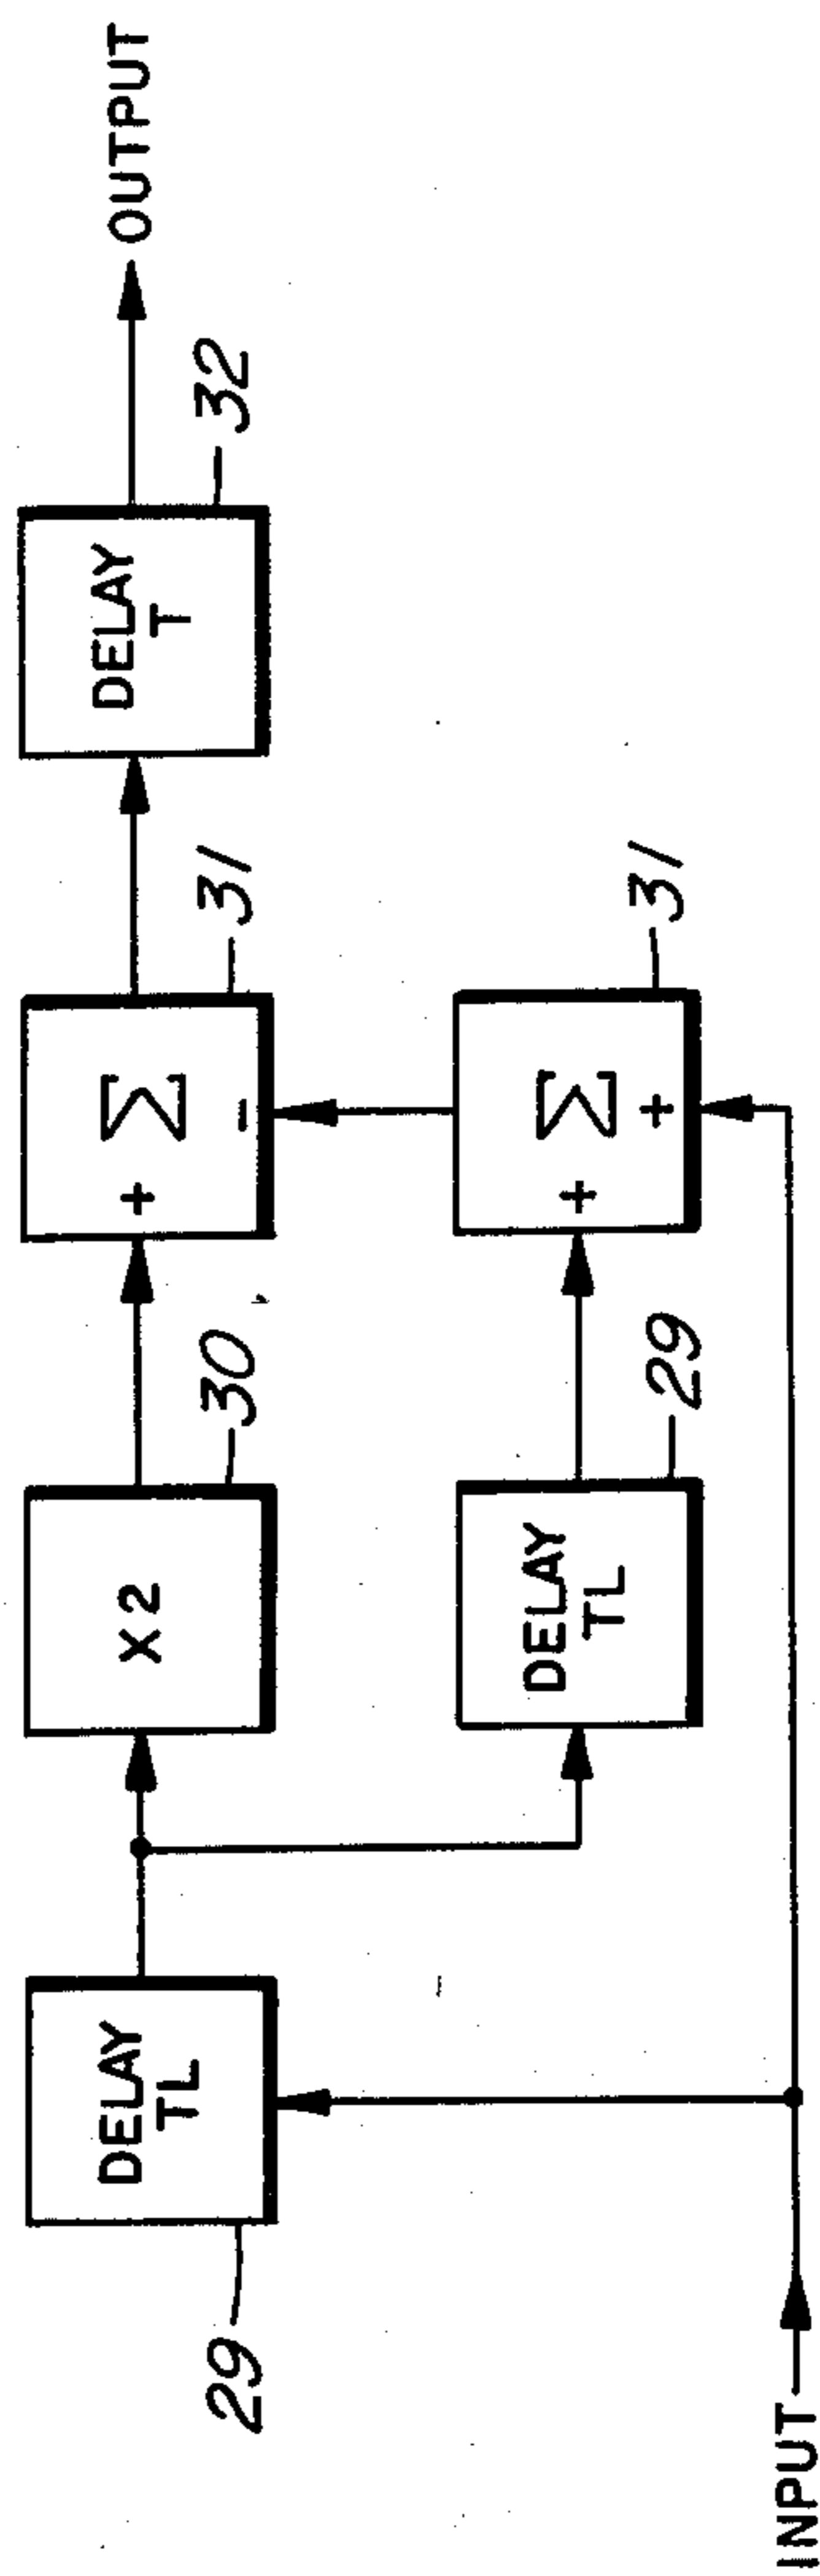 DELAY
TL
29
X2
30
+ Σ
-
31
DELAY
T
32
OUTPUT
DELAY
TL
29
+ Σ
+
31
INPUT